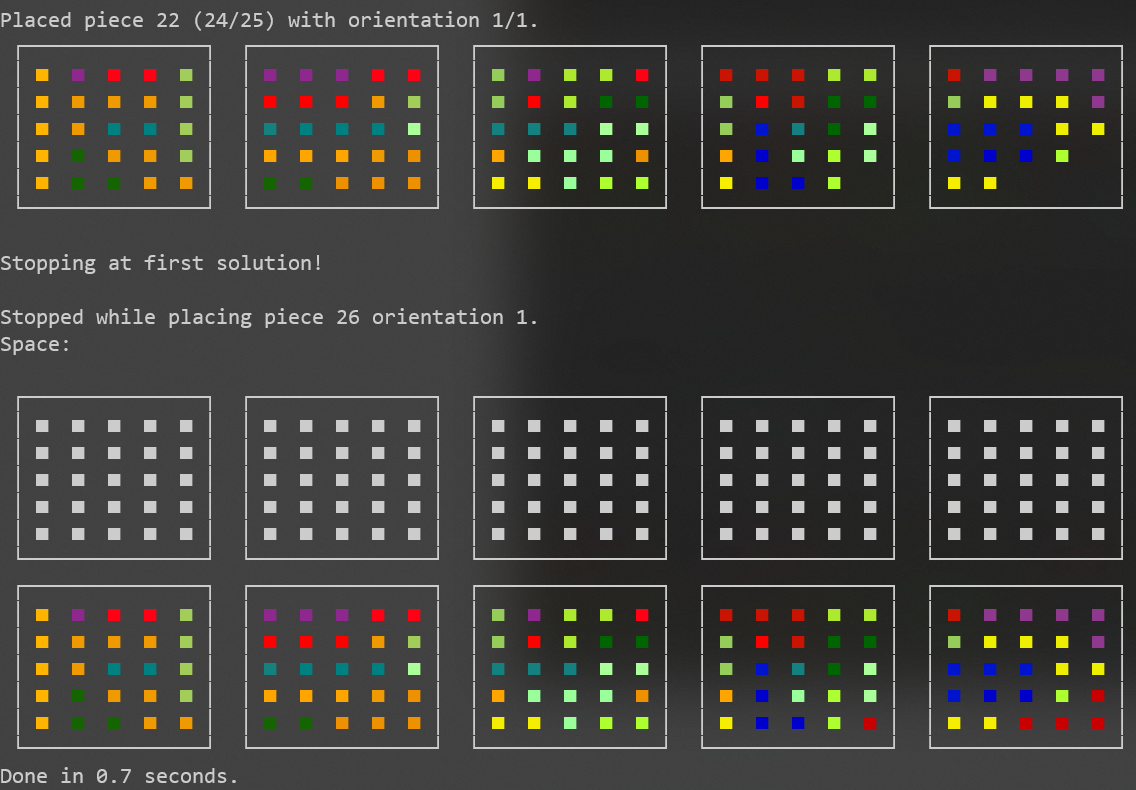 Placed piece 22 (24/25) with orientation 1/1.
Stopping at first solution!
Stopped while placing piece 26 orientation 1.
Space:
Done in 0.7 seconds.